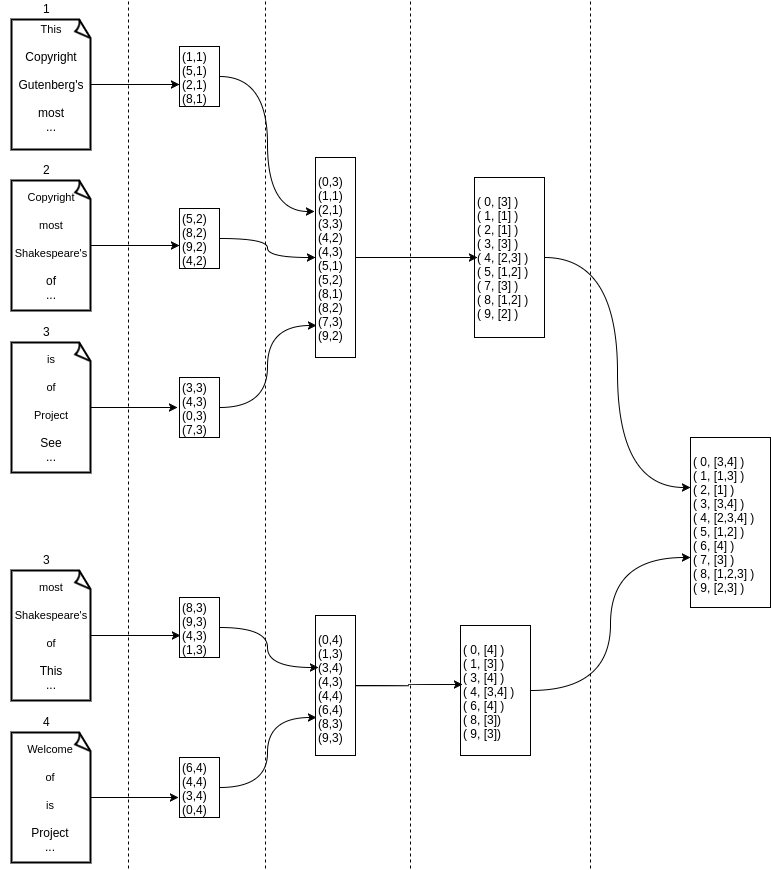 1
This
Copyright
Gutenberg's
most
...
2
Copyright
most
Shakespeare's
of
...
3
is
of
Project
See
...
3
most
Shakespeare's
of
This
...
4
Welcome
of
is
Project
...
(1,1)
(5,1)
(2,1)
(8,1)
(5,2)
(8,2)
(9,2)
(4,2)
(3,3)
(4,3)
(0,3)
(7,3)
(8,3)
(9,3)
(4,3)
(1,3)
(6,4)
(4,4)
(3,4)
(0,4)
(0,3)
(1,1)
(2,1)
(3,3)
(4,2)
(4,3)
(5,1)
(5,2)
(8,1)
(8,2)
(7,3)
(9,2)
(0,4)
(1,3)
(3,4)
(4,3)
(4,4)
(6,4)
(8,3)
(9,3)
( 0, [3] )
( 1, [1] )
( 2, [1] )
( 3, [3] )
( 4, [2,3] )
( 5, [1,2] )
( 7, [3] )
( 8, [1,2] )
( 9, [2] )
( 0, [4] )
( 1, [3] )
( 3, [4] )
( 4, [3,4] )
( 6, [4] )
( 8, [3])
( 9, [3])
( 0, [3,4] )
( 1, [1,3] )
( 2, [1] )
( 3, [3,4] )
( 4, [2,3,4] )
( 5, [1,2] )
( 6, [4] )
( 7, [3] )
( 8, [1,2,3] )
( 9, [2,3] )